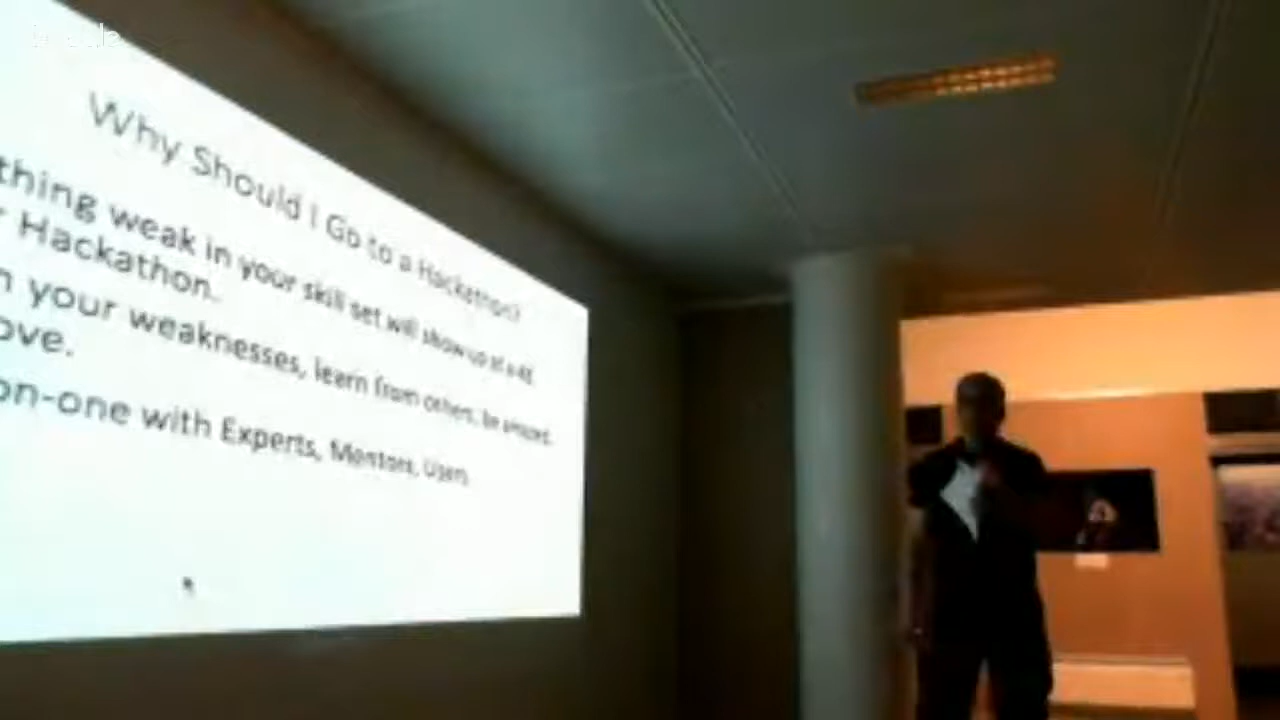 Why Should I Go to a Hackathon?
thing weak in your skill set will show up at a 48
r Hackathon.
n your weaknesses, learn from others, be amazed.
ove.
on-one with Experts, Mentors, Users